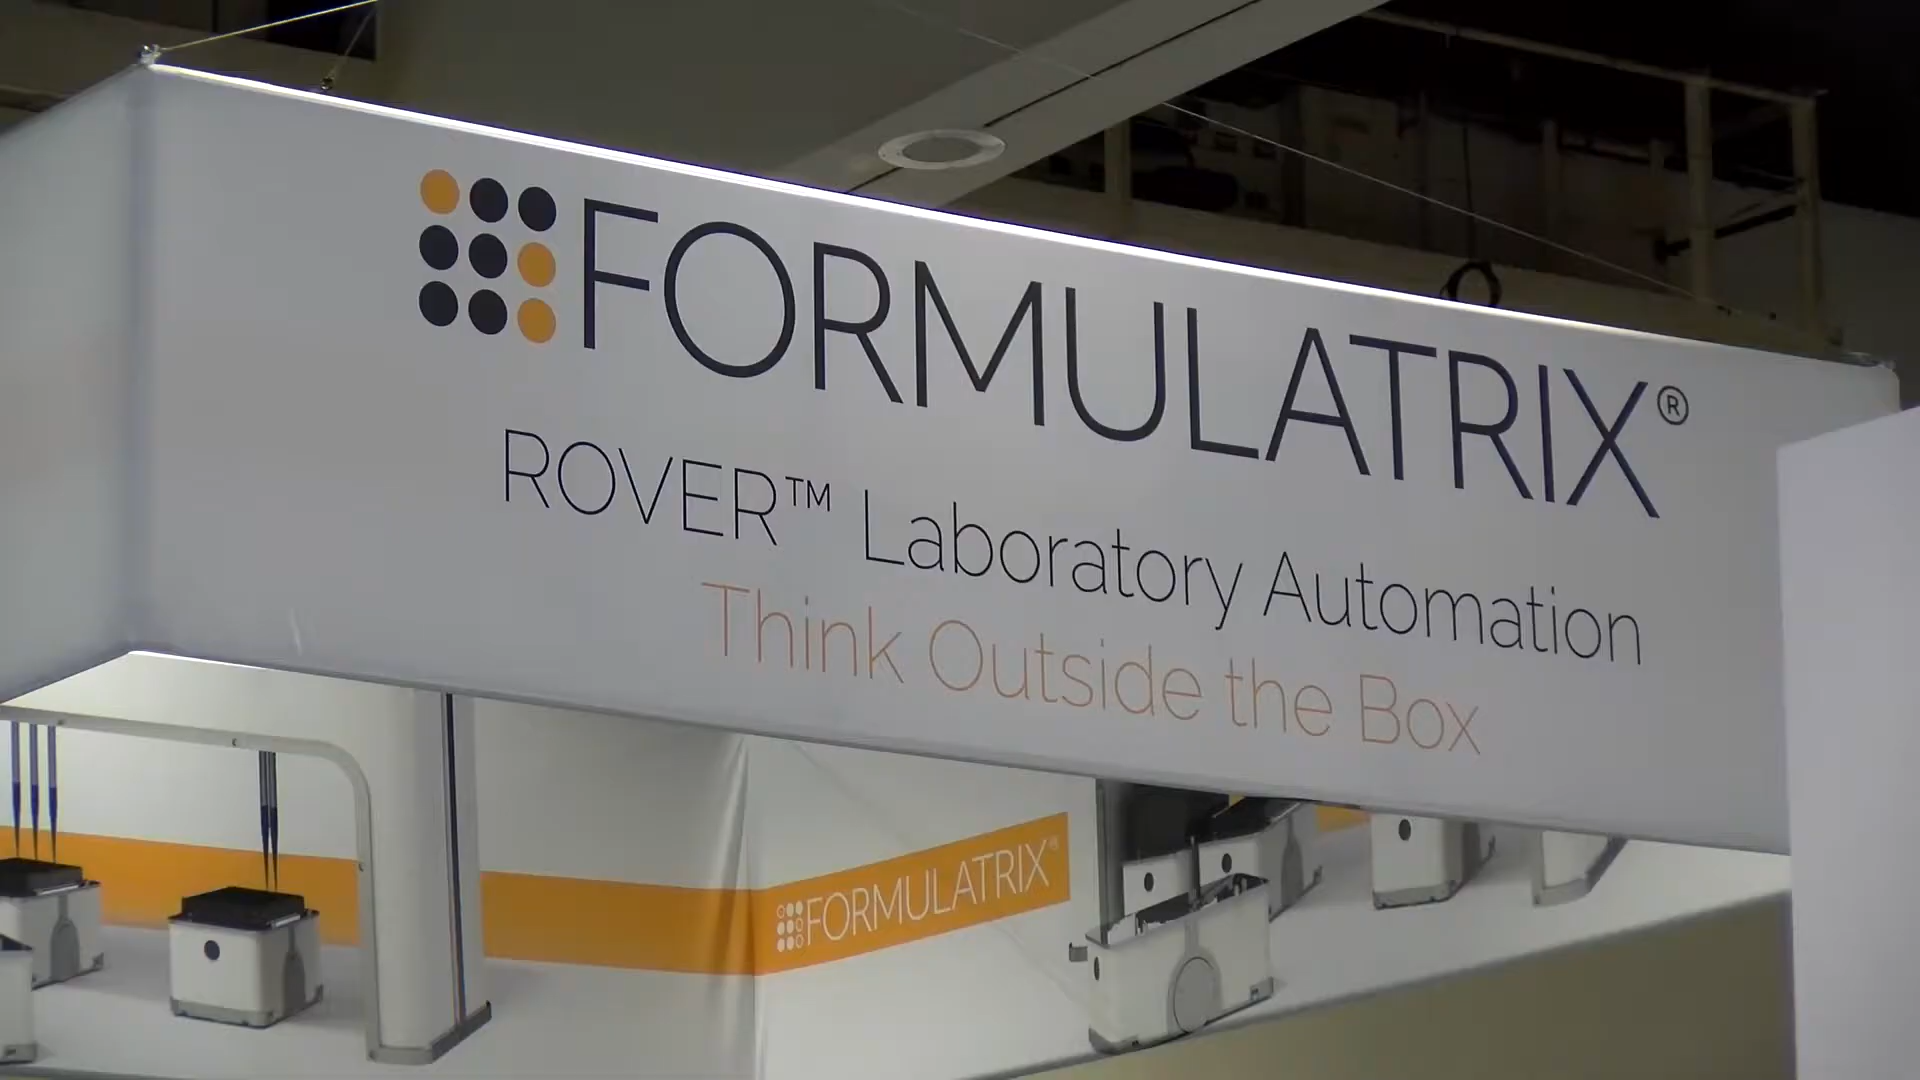 FORMULATRIX®
ROVER™ Laboratory Automation
Think Outside the Box
FORMULATRIX®